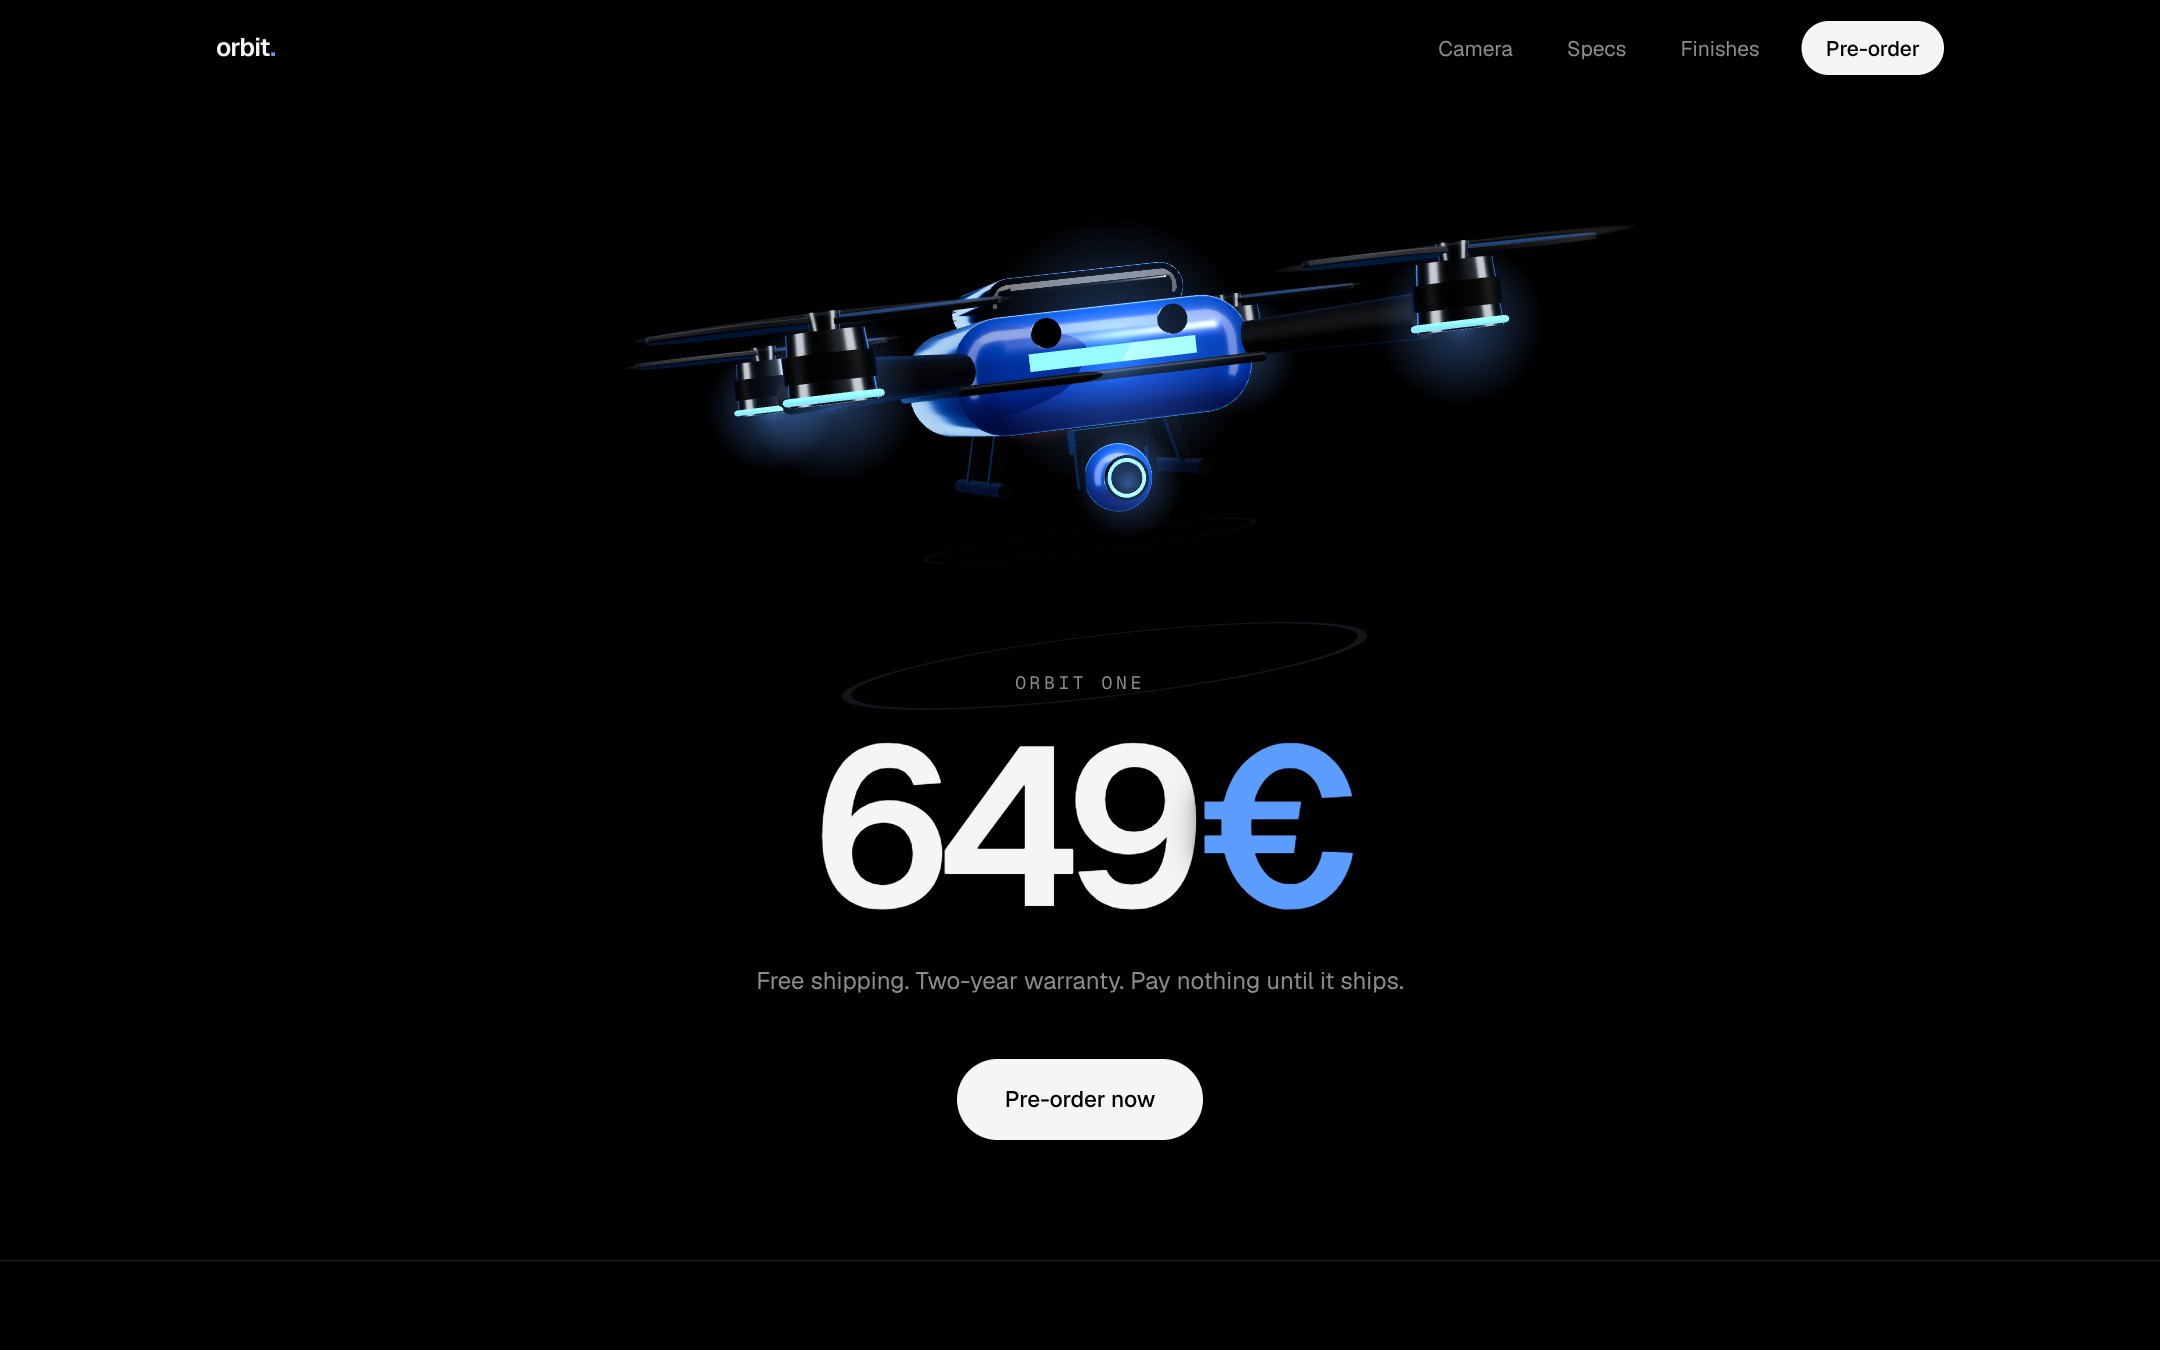 orbit.
Camera
Specs
Finishes
Pre-order
ORBIT ONE
649€
Free shipping. Two-year warranty. Pay nothing until it ships.
Pre-order now